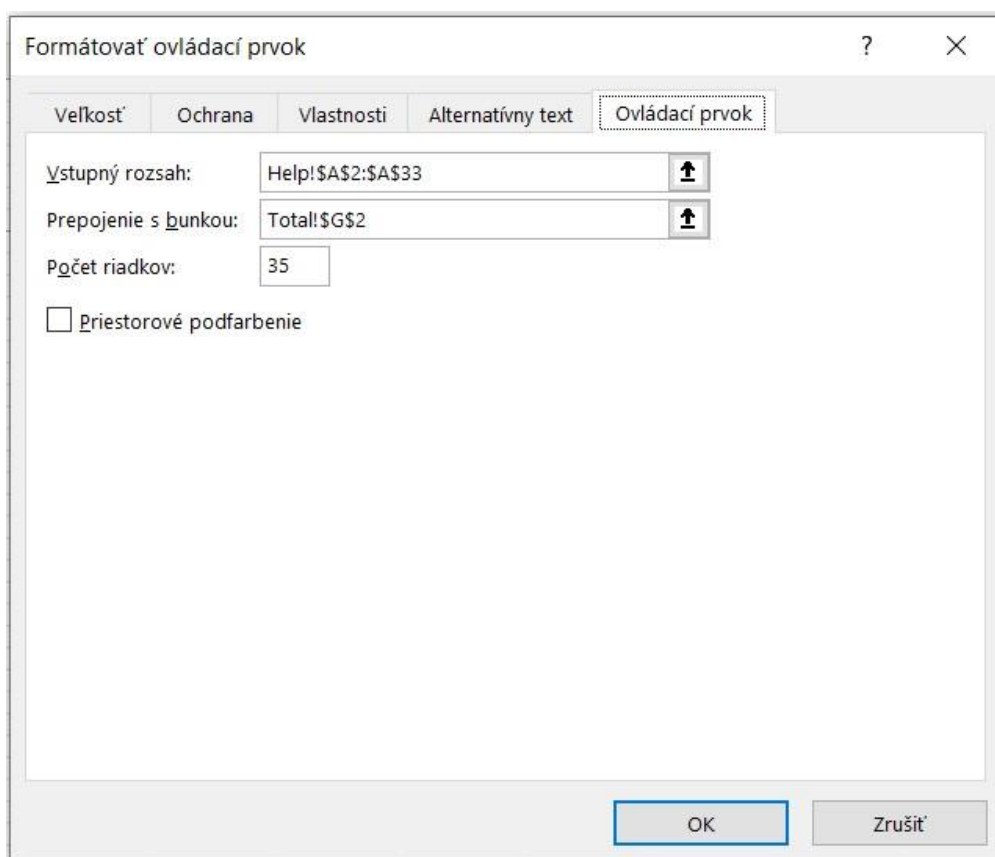 Formátovať ovládací prvok ?
Veľkosť Ochrana Vlastnosti Alternatívny text Ovládací prvok
Vstupný rozsah: Help!$A$2:$A$33
Prepojenie s bunkou: Total!$G$2
Počet riadkov: 35
Priestorové podfarbenie
OK Zrušiť